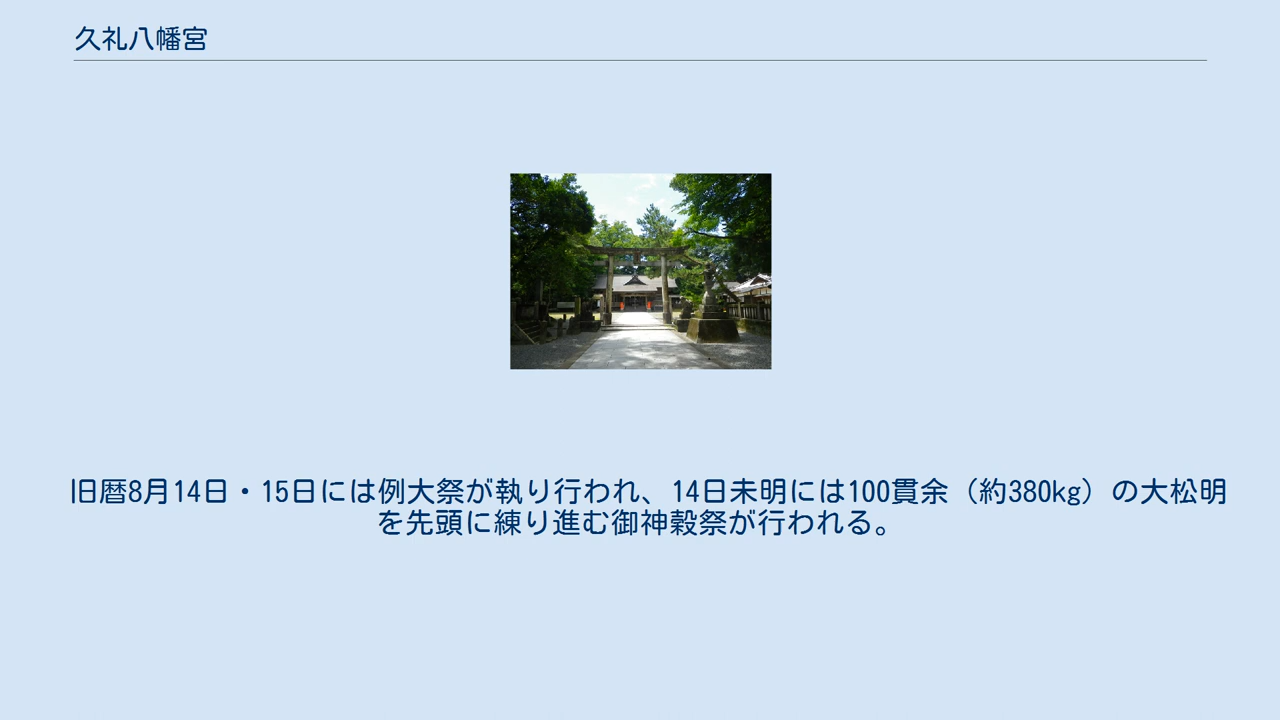 久礼八幡宮
旧暦8月14日・15日には例大祭が執り行われ、14日未明には100貫余（約380kg）の大松明
を先頭に練り進む御神穀祭が行われる。